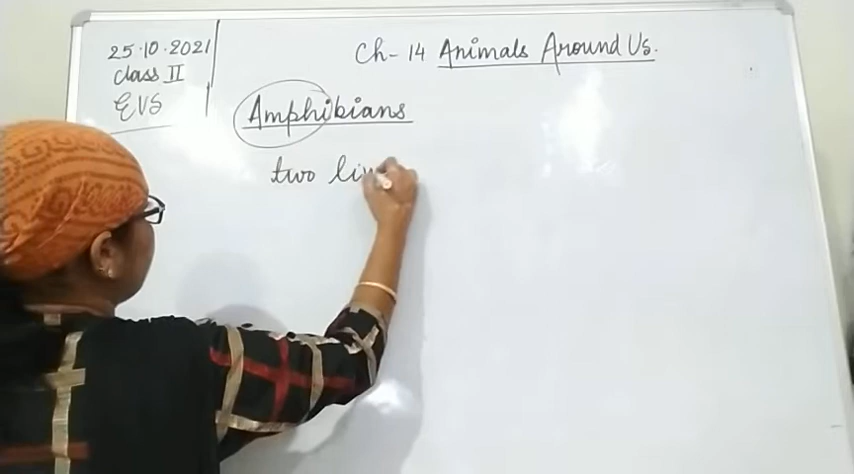 25.10.2021
Class II
EVS
Ch- 14 Animals Around Us.
Amphibians
two